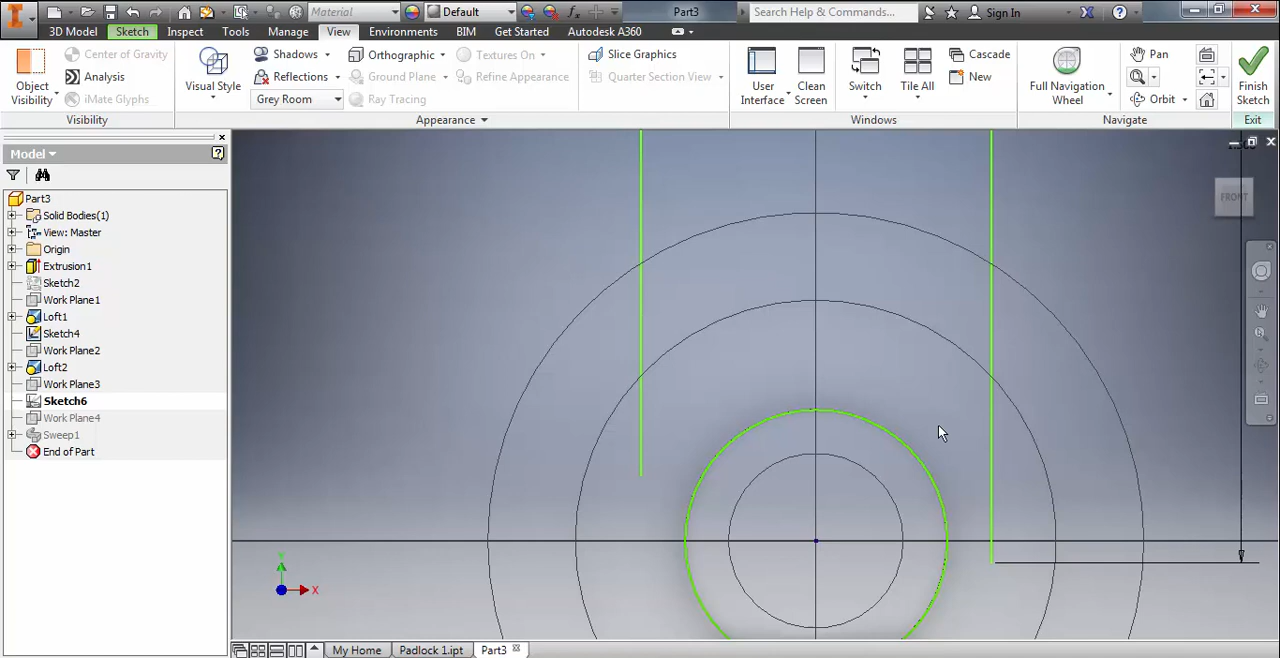 Material
Default
fx
Part3
Search Help & Commands...
Sign In
3D Model
Sketch
Inspect
Tools
Manage
View
Environments
BIM
Get Started
Autodesk A360
Object
Visibility
Center of Gravity
Analysis
iMate Glyphs
Visibility
Visual Style
Shadows
Reflections
Grey Room
Orthographic
Ground Plane
Ray Tracing
Textures On
Refine Appearance
Appearance
Slice Graphics
Quarter Section View
User
Interface
Clean
Screen
Switch
Tile All
Cascade
New
Windows
Full Navigation
Wheel
Pan
Orbit
Navigate
Finish
Sketch
Exit
Model
Part3
Solid Bodies(1)
View: Master
Origin
Extrusion1
Sketch2
Work Plane1
Loft1
Sketch4
Work Plane2
Loft2
Work Plane3
Sketch6
Work Plane4
Sweep1
End of Part
FRONT
Y
X
My Home
Padlock 1.ipt
Part3